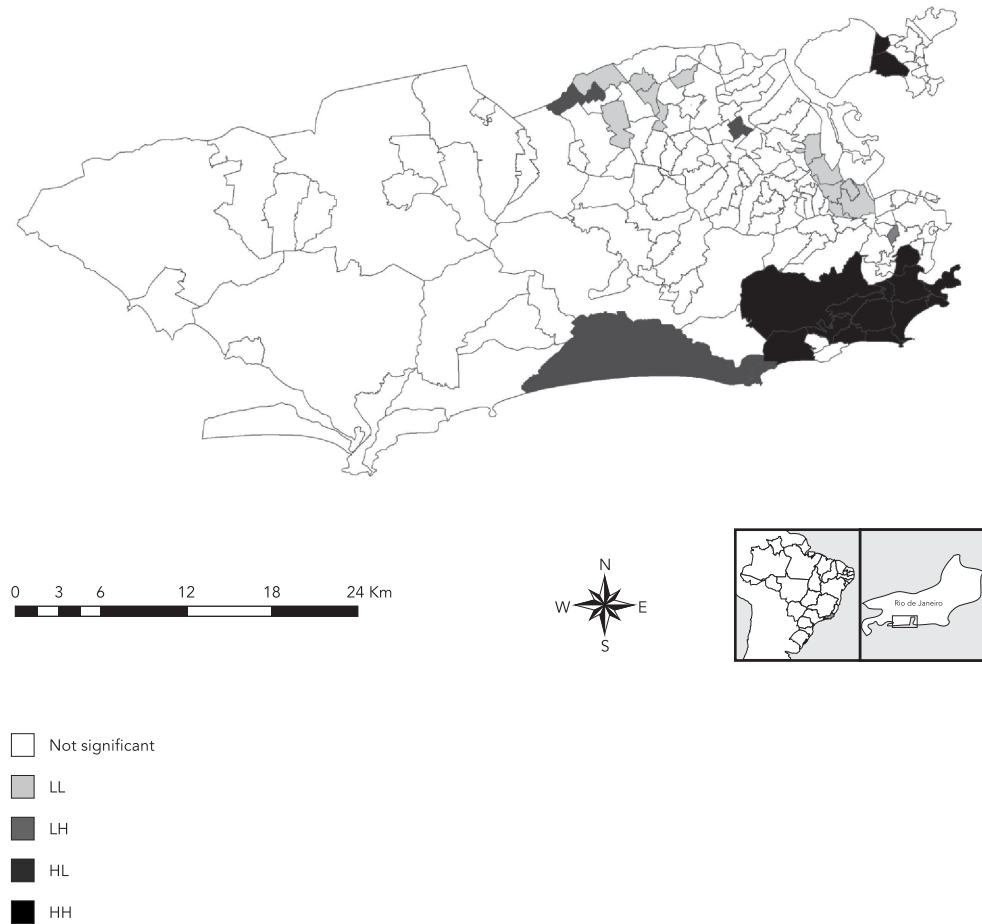 0 3 6 12 18 24 Km
N
W E
S
Rio de Janeiro
Not significant
LL
LH
HL
HH